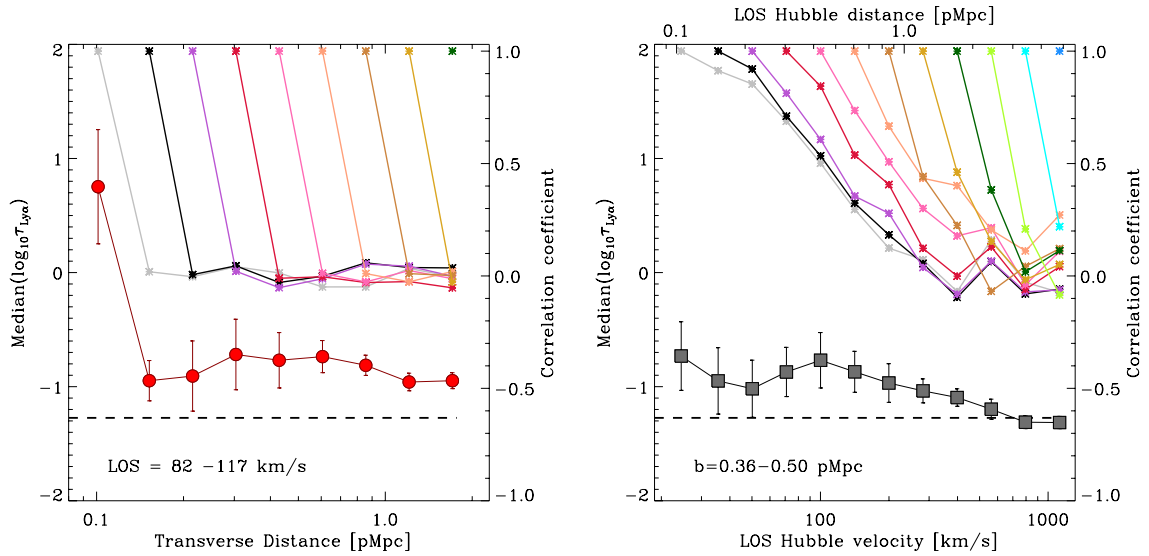 LOS Hubble distance [pMpc]
0.1
1.0
2
1
0
−1
−2
Median(log₁₀τ_Lyα)
1.0
0.5
0.0
−0.5
−1.0
Correlation coefficient
LOS = 82 −117 km/s
0.1
1.0
Transverse Distance [pMpc]
2
1
0
−1
−2
Median(log₁₀τ_Lyα)
1.0
0.5
0.0
−0.5
−1.0
Correlation coefficient
b=0.36−0.50 pMpc
100
1000
LOS Hubble velocity [km/s]